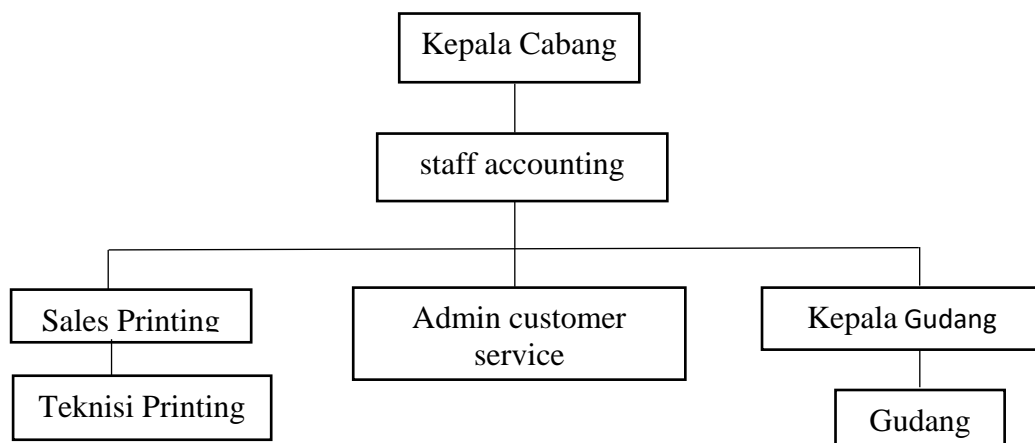 Kepala Cabang
staff accounting
Sales Printing
Admin customer
service
Kepala Gudang
Teknisi Printing
Gudang